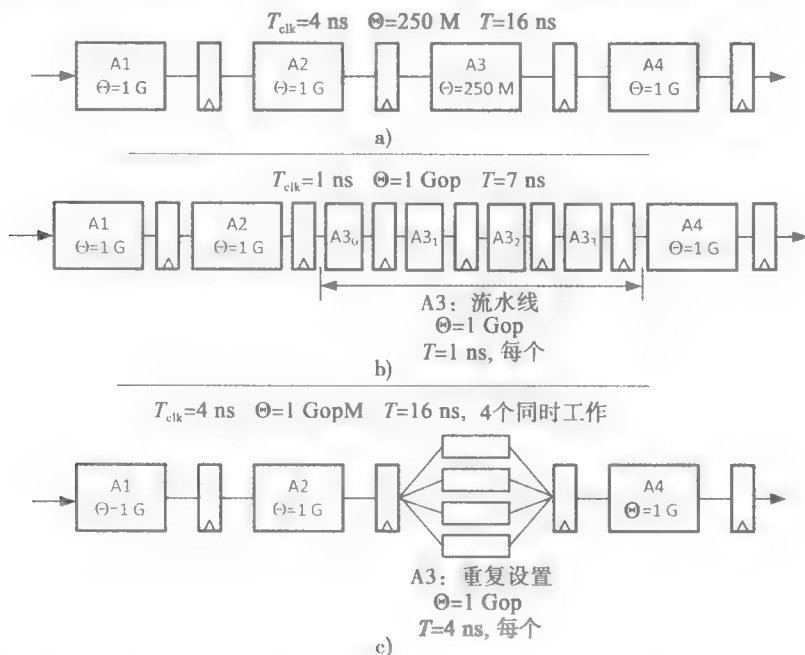 T_clk=4 ns Θ=250 M T=16 ns
A1 A2 A3 A4
Θ=1 G Θ=1 G Θ=250 M Θ=1 G
a)
T_clk=1 ns Θ=1 Gop T=7 ns
A1 A2 A3₀ A3₁ A3₂ A3₃ A4
Θ=1 G Θ=1 G Θ=1 G
A3：流水线
Θ=1 Gop
T=1 ns, 每个
b)
T_clk=4 ns Θ=1 GopM T=16 ns, 4个同时工作
A1 A2 A4
Θ=1 G Θ=1 G Θ=1 G
A3：重复设置
Θ=1 Gop
T=4 ns, 每个
c)